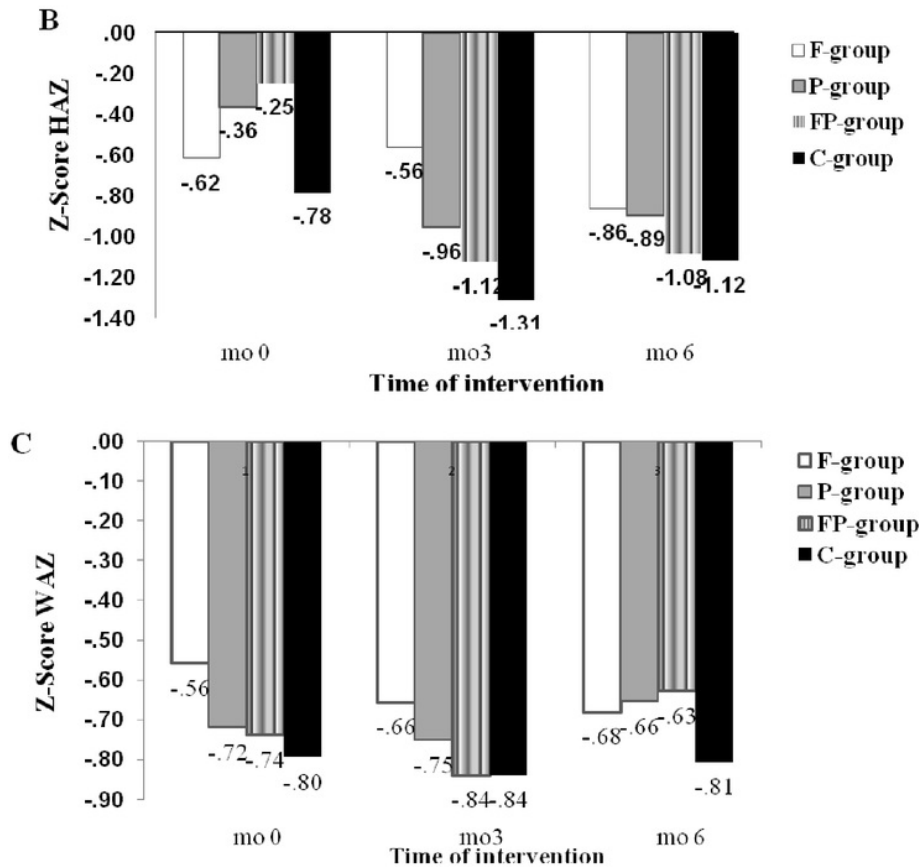 B
.00
-.20
-.40
-.60
-.80
-1.00
-1.20
-1.40
Z-Score HAZ
-.62
-.36
-.25
-.78
-.56
-.96
-1.12
-1.31
-.86
-.89
-1.08
-1.12
mo 0
mo3
mo 6
Time of intervention
F-group
P-group
FP-group
C-group
C
.00
-.10
-.20
-.30
-.40
-.50
-.60
-.70
-.80
-.90
Z-Score WAZ
1
2
3
-.56
-.72
-.74
-.80
-.66
-.75
-.84
-.84
-.68
-.66
-.63
-.81
mo 0
mo3
mo 6
Time of intervention
F-group
P-group
FP-group
C-group